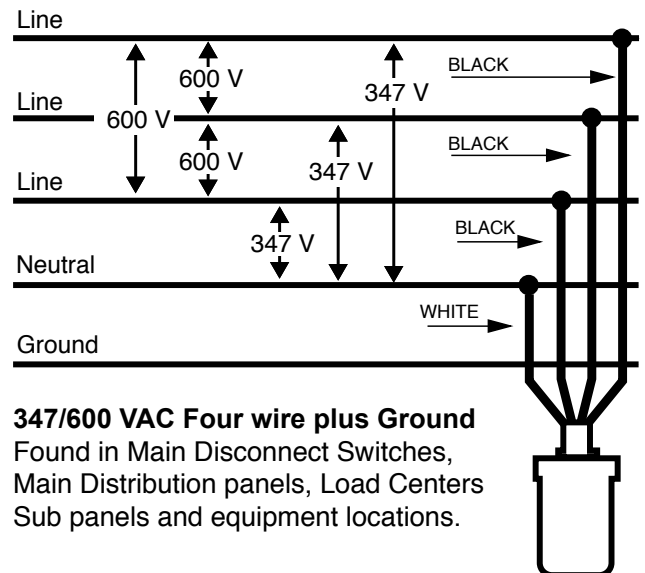 Line
600 V
347 V
BLACK
Line
600 V
600 V
347 V
BLACK
Line
347 V
BLACK
Neutral
WHITE
Ground
347/600 VAC Four wire plus Ground
Found in Main Disconnect Switches,
Main Distribution panels, Load Centers
Sub panels and equipment locations.